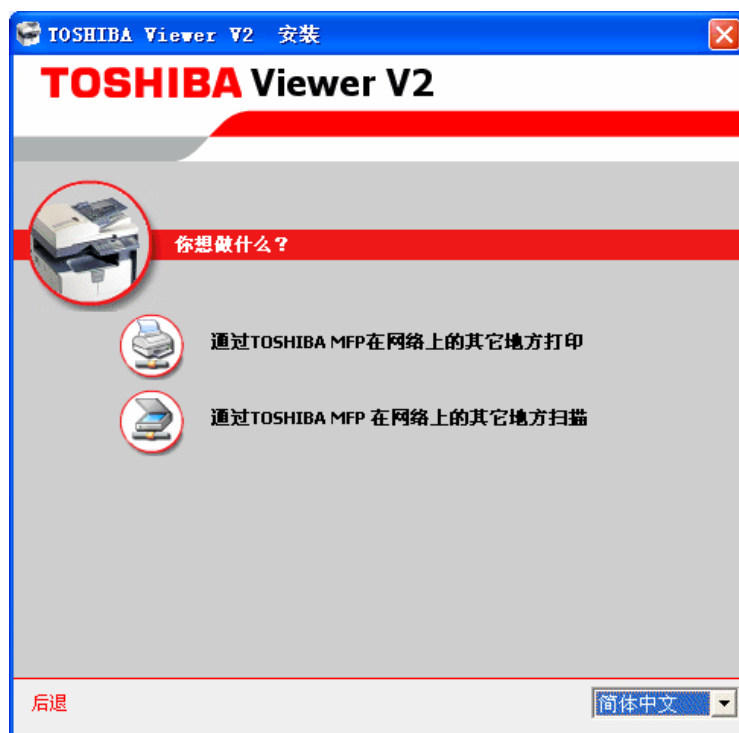 TOSHIBA Viewer V2 安装
TOSHIBA Viewer V2
你想做什么？
通过TOSHIBA MFP在网络上的其它地方打印
通过TOSHIBA MFP 在网络上的其它地方扫描
后退
简体中文